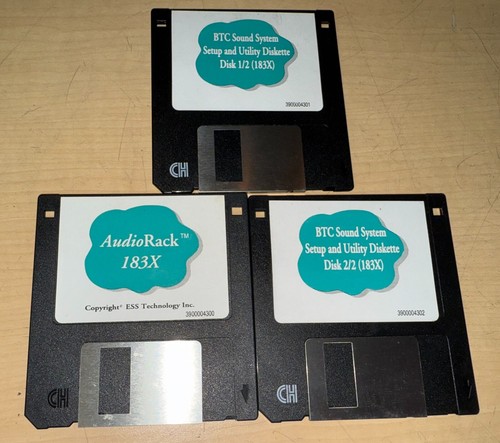 BTC Sound System
Setup and Utility Diskette
Disk 1/2 (183X)
3900004301
CH
AudioRack™
183X
Copyright© ESS Technology Inc.
3900004300
CH
BTC Sound System
Setup and Utility Diskette
Disk 2/2 (183X)
3900004302
CH